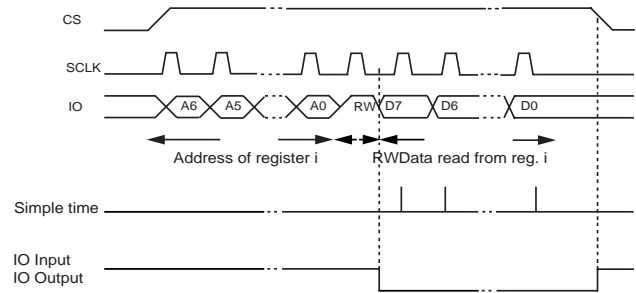 CS
SCLK
IO A6 A5 A0 RW D7 D6 D0
Address of register i RWData read from reg. i
Simple time
IO Input
IO Output